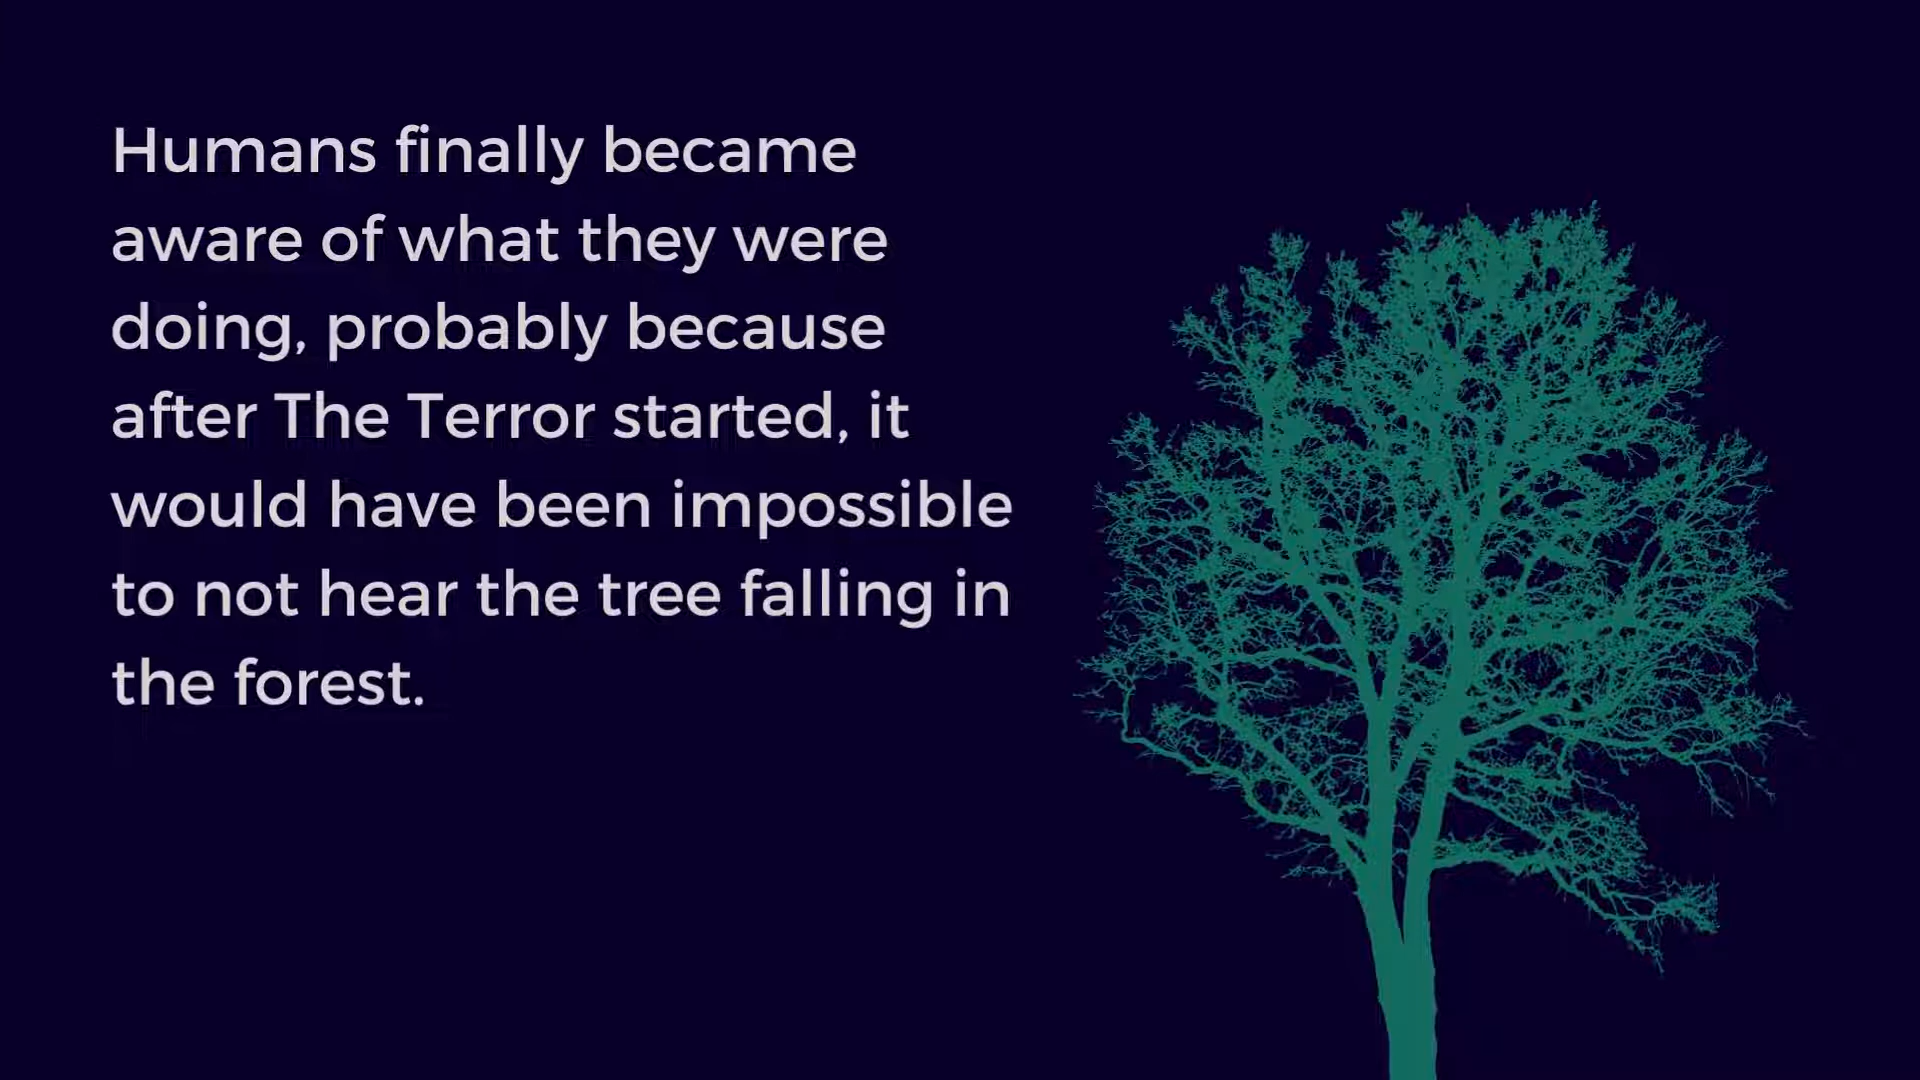 Humans finally became
aware of what they were
doing, probably because
after The Terror started, it
would have been impossible
to not hear the tree falling in
the forest.